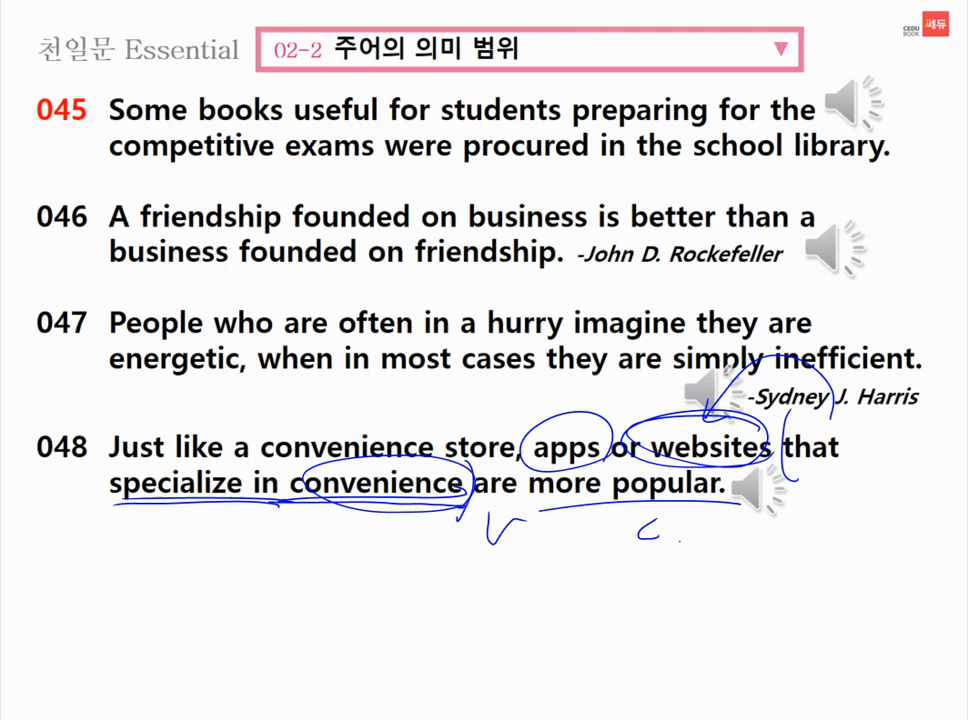 천일문 Essential 02-2 주어의 의미 범위
CEDU BOOK 쎄듀
045 Some books useful for students preparing for the
competitive exams were procured in the school library.
046 A friendship founded on business is better than a
business founded on friendship. -John D. Rockefeller
047 People who are often in a hurry imagine they are
energetic, when in most cases they are simply inefficient.
-Sydney J. Harris
048 Just like a convenience store, apps or websites that
specialize in convenience are more popular.
V C